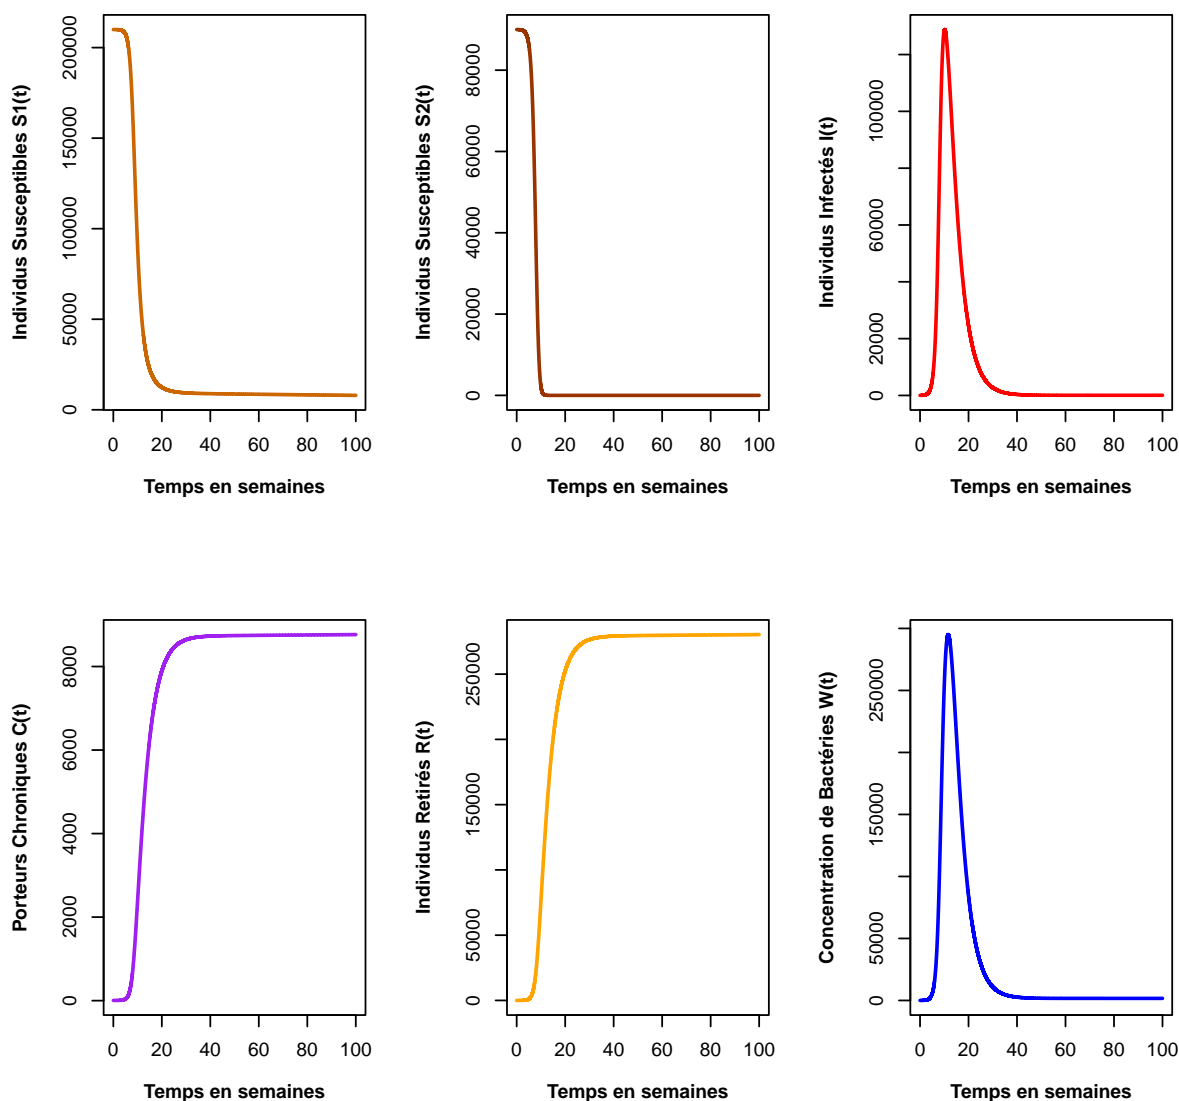 Individus Susceptibles S1(t)
0 50000 100000 150000 200000
0 20 40 60 80 100
Temps en semaines
Individus Susceptibles S2(t)
0 20000 40000 60000 80000
0 20 40 60 80 100
Temps en semaines
Individus Infectés I(t)
0 20000 60000 100000
0 20 40 60 80 100
Temps en semaines
Porteurs Chroniques C(t)
0 2000 4000 6000 8000
0 20 40 60 80 100
Temps en semaines
Individus Retirés R(t)
0 50000 150000 250000
0 20 40 60 80 100
Temps en semaines
Concentration de Bactéries W(t)
0 50000 150000 250000
0 20 40 60 80 100
Temps en semaines